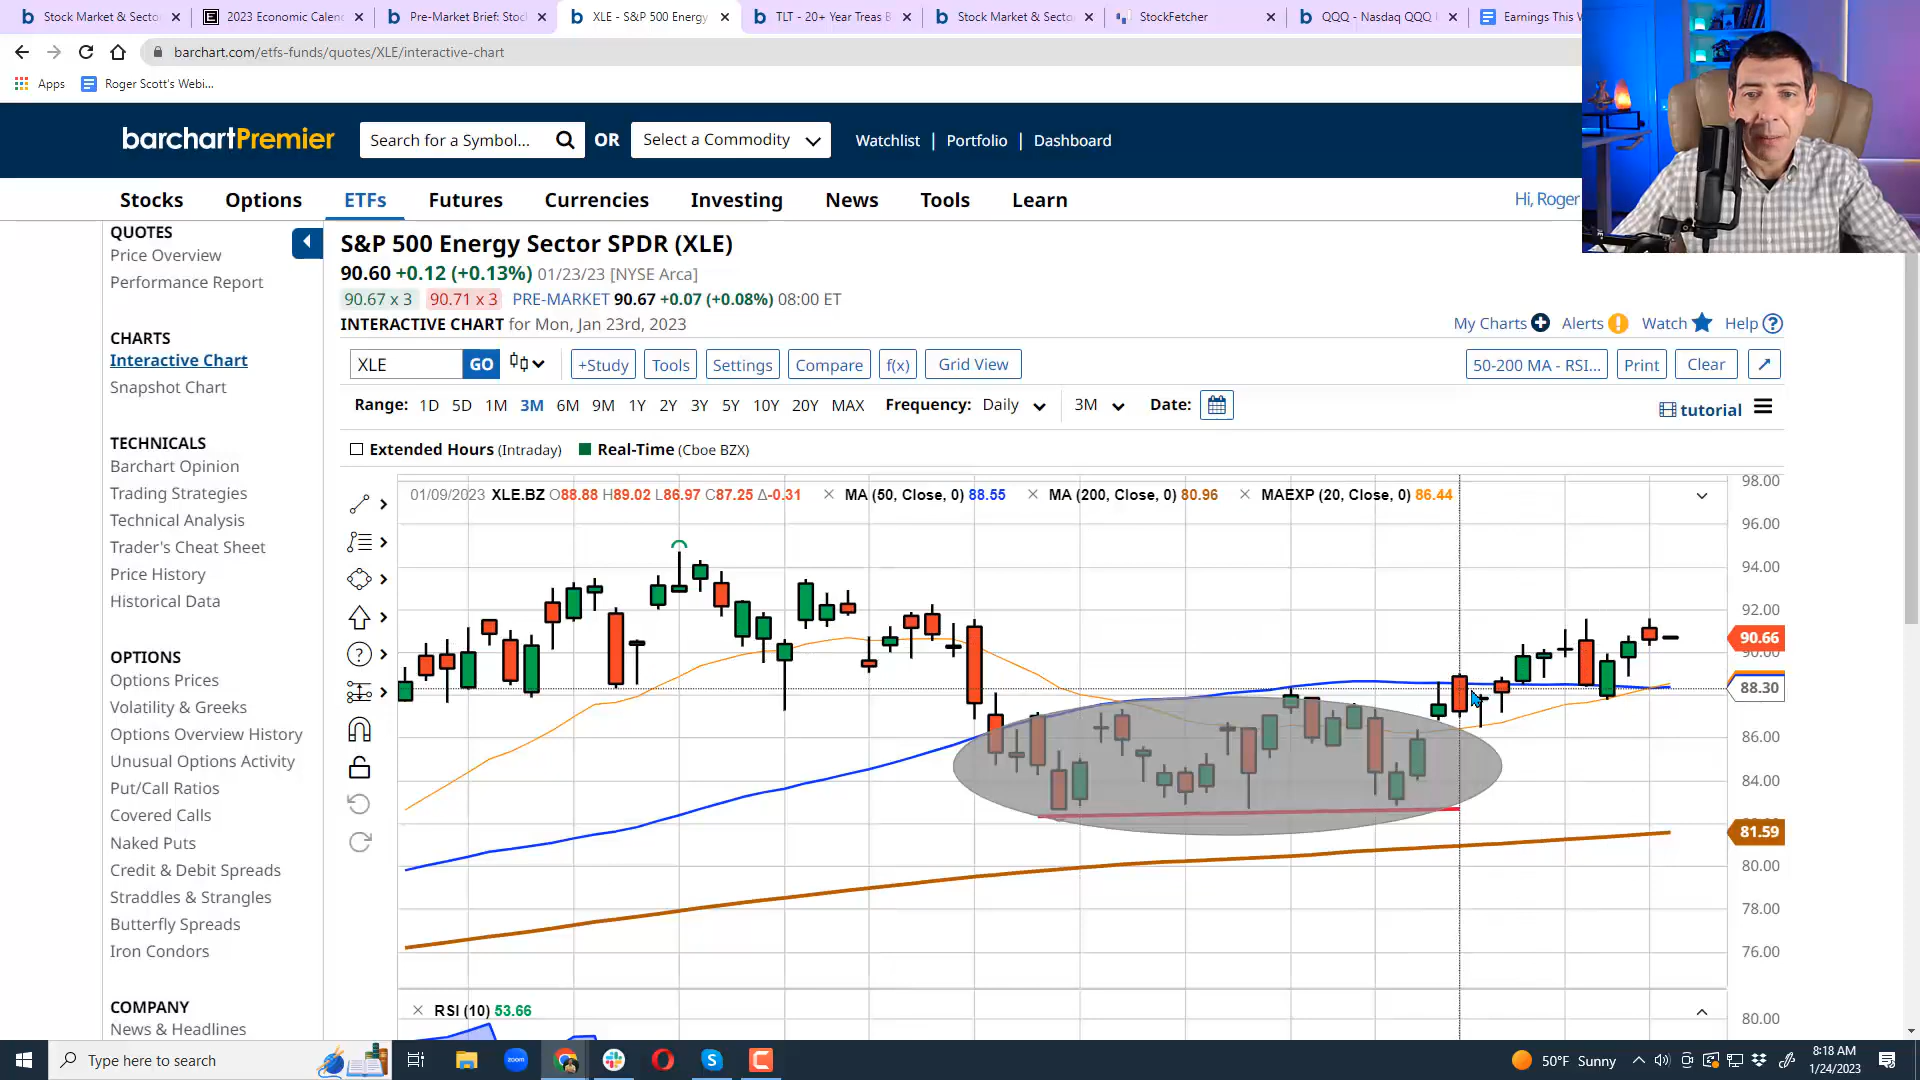 Stock Market & Sector
2023 Economic Calen
Pre-Market Brief: Stoc
XLE - S&P 500 Energy
TLT - 20+ Year Treas B
Stock Market & Secto
StockFetcher
QQQ - Nasdaq QQQ
Earnings This W
barchart.com/etfs-funds/quotes/XLE/interactive-chart
Apps
Roger Scott's Webi...
barchartPremier
Search for a Symbol...
OR
Select a Commodity
Watchlist | Portfolio | Dashboard
Stocks
Options
ETFs
Futures
Currencies
Investing
News
Tools
Learn
Hi, Roger
QUOTES
Price Overview
Performance Report
CHARTS
Interactive Chart
Snapshot Chart
TECHNICALS
Barchart Opinion
Trading Strategies
Technical Analysis
Trader's Cheat Sheet
Price History
Historical Data
OPTIONS
Options Prices
Volatility & Greeks
Options Overview History
Unusual Options Activity
Put/Call Ratios
Covered Calls
Naked Puts
Credit & Debit Spreads
Straddles & Strangles
Butterfly Spreads
Iron Condors
COMPANY
News & Headlines
S&P 500 Energy Sector SPDR (XLE)
90.60 +0.12 (+0.13%) 01/23/23 [NYSE Arca]
90.67 x 3 90.71 x 3 PRE-MARKET 90.67 +0.07 (+0.08%) 08:00 ET
INTERACTIVE CHART for Mon, Jan 23rd, 2023
My Charts
Alerts
Watch
Help
XLE
GO
+Study
Tools
Settings
Compare
f(x)
Grid View
50-200 MA - RSI...
Print
Clear
Range: 1D 5D 1M 3M 6M 9M 1Y 2Y 3Y 5Y 10Y 20Y MAX
Frequency: Daily
3M
Date:
tutorial
Extended Hours (Intraday)
Real-Time (Cboe BZX)
01/09/2023 XLE.BZ O88.88 H89.02 L86.97 C87.25 Δ-0.31
MA (50, Close, 0) 88.55
MA (200, Close, 0) 80.96
MAEXP (20, Close, 0) 86.44
98.00
96.00
94.00
92.00
90.66
90.00
88.30
86.00
84.00
81.59
80.00
78.00
76.00
RSI (10) 53.66
80.00
Type here to search
zoom
50°F Sunny
8:18 AM
1/24/2023